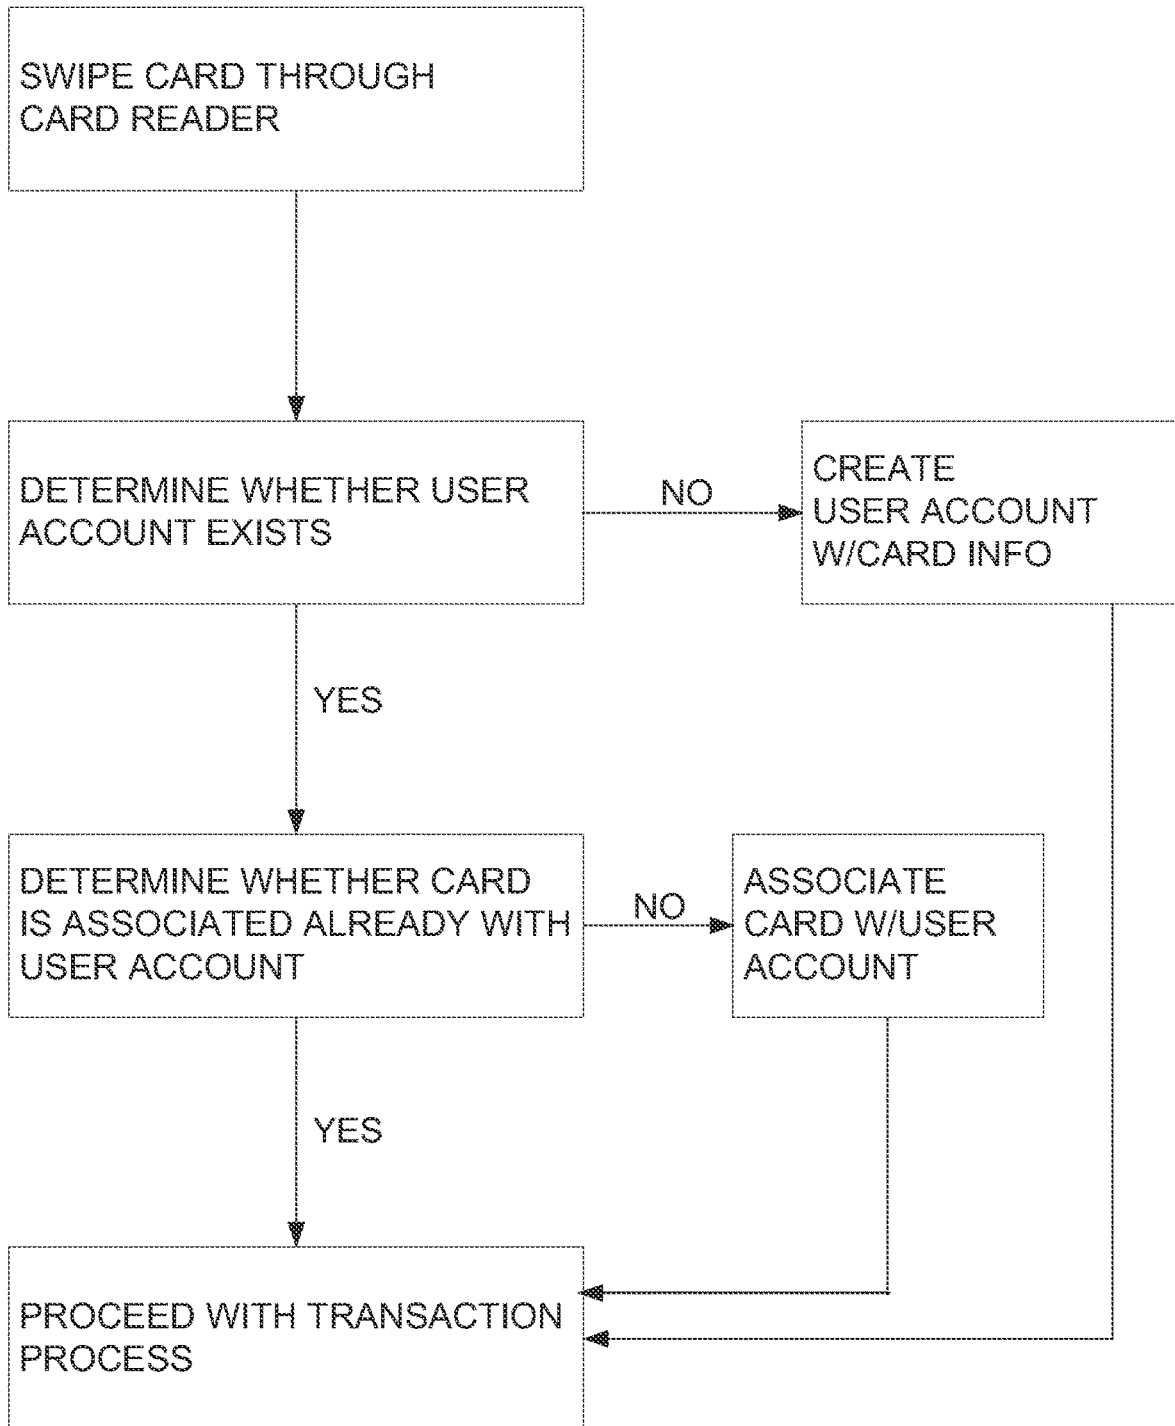 SWIPE CARD THROUGH
CARD READER
DETERMINE WHETHER USER
ACCOUNT EXISTS
NO
CREATE
USER ACCOUNT
W/CARD INFO
YES
DETERMINE WHETHER CARD
IS ASSOCIATED ALREADY WITH
USER ACCOUNT
NO
ASSOCIATE
CARD W/USER
ACCOUNT
YES
PROCEED WITH TRANSACTION
PROCESS